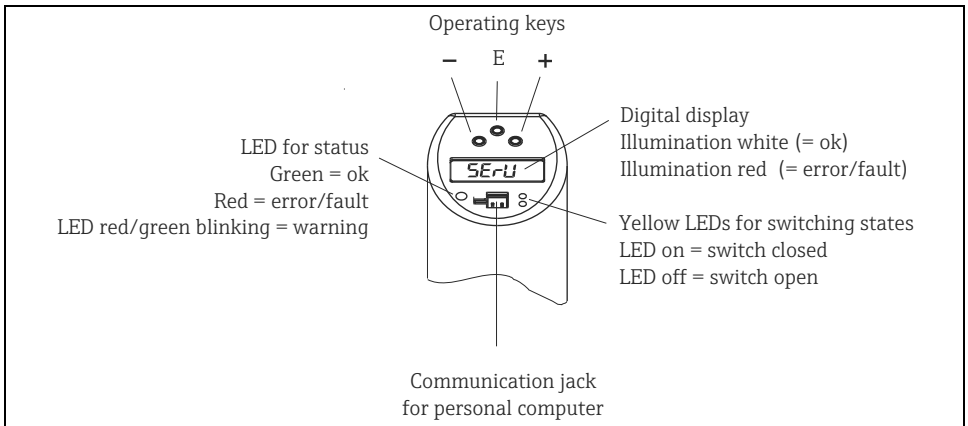 Operating keys
– E +
Digital display
Illumination white (= ok)
Illumination red (= error/fault)
LED for status
Green = ok
Red = error/fault
LED red/green blinking = warning
SErU
Yellow LEDs for switching states
LED on = switch closed
LED off = switch open
Communication jack
for personal computer